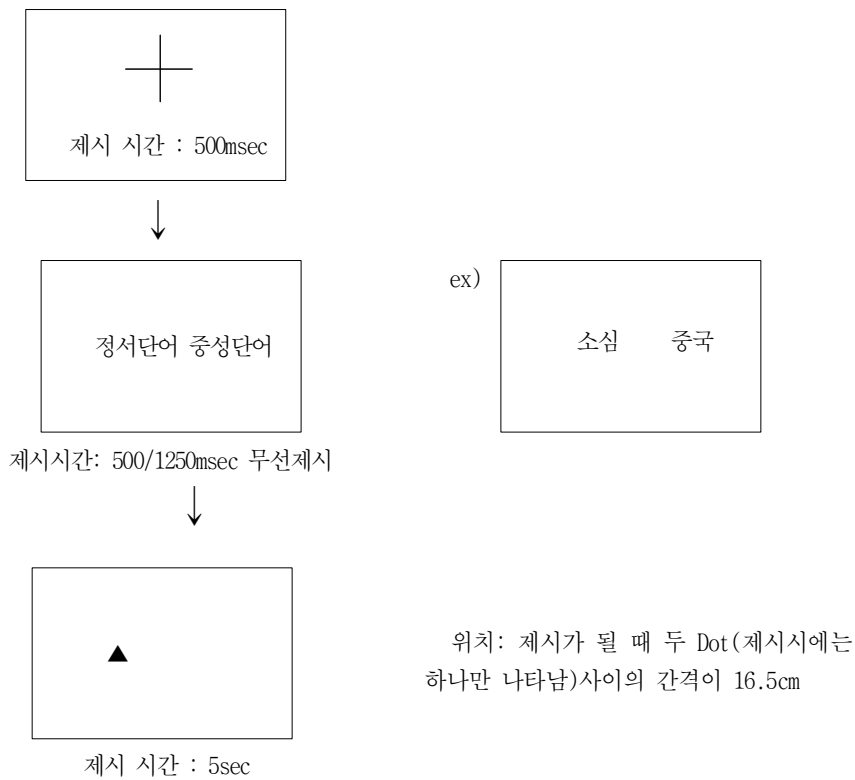 제시 시간 : 500msec
정서단어 중성단어
ex)
소심 중국
제시시간: 500/1250msec 무선제시
위치: 제시가 될 때 두 Dot(제시시에는
하나만 나타남)사이의 간격이 16.5cm
제시 시간 : 5sec